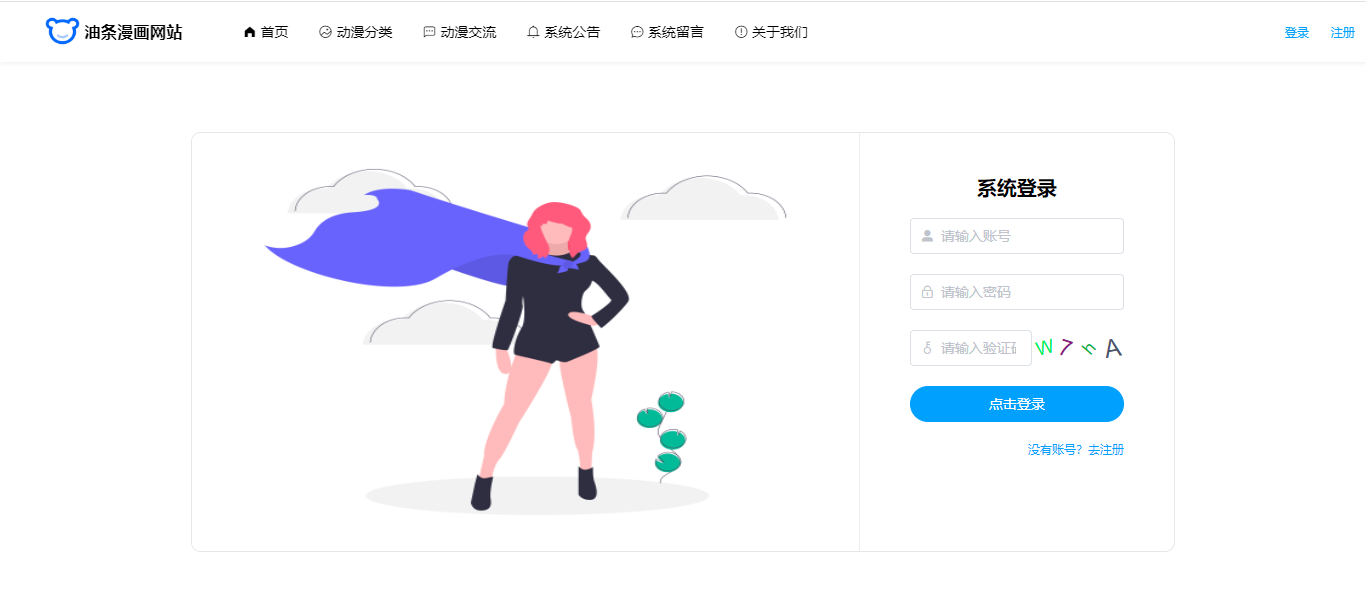 油条漫画网站 首页 动漫分类 动漫交流 系统公告 系统留言 关于我们 登录 注册
系统登录
请输入账号
请输入密码
请输入验证码 W7hA
点击登录
没有账号？去注册